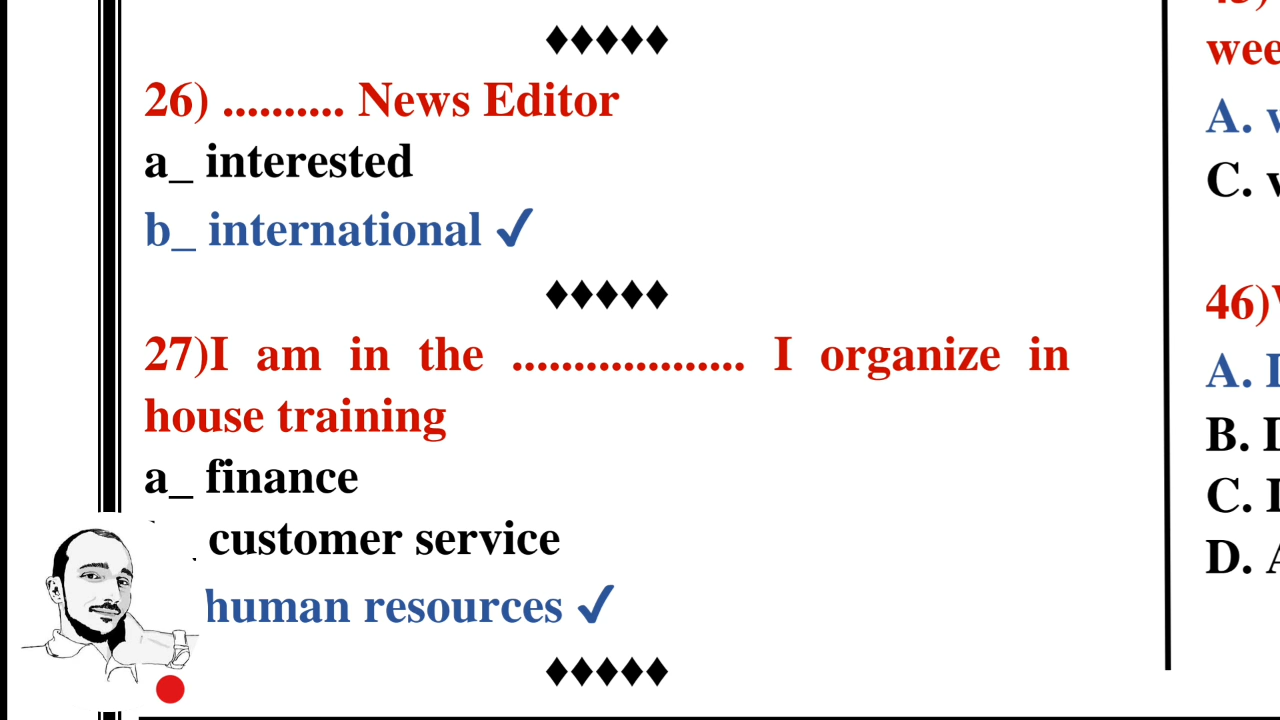 ♦♦♦♦♦
26) .......... News Editor
a_ interested
b_ international ✓
♦♦♦♦♦
27)I am in the ................... I organize in
house training
a_ finance
customer service
human resources ✓
♦♦♦♦♦
A.
C.
46)
A.
B.
C.
D.